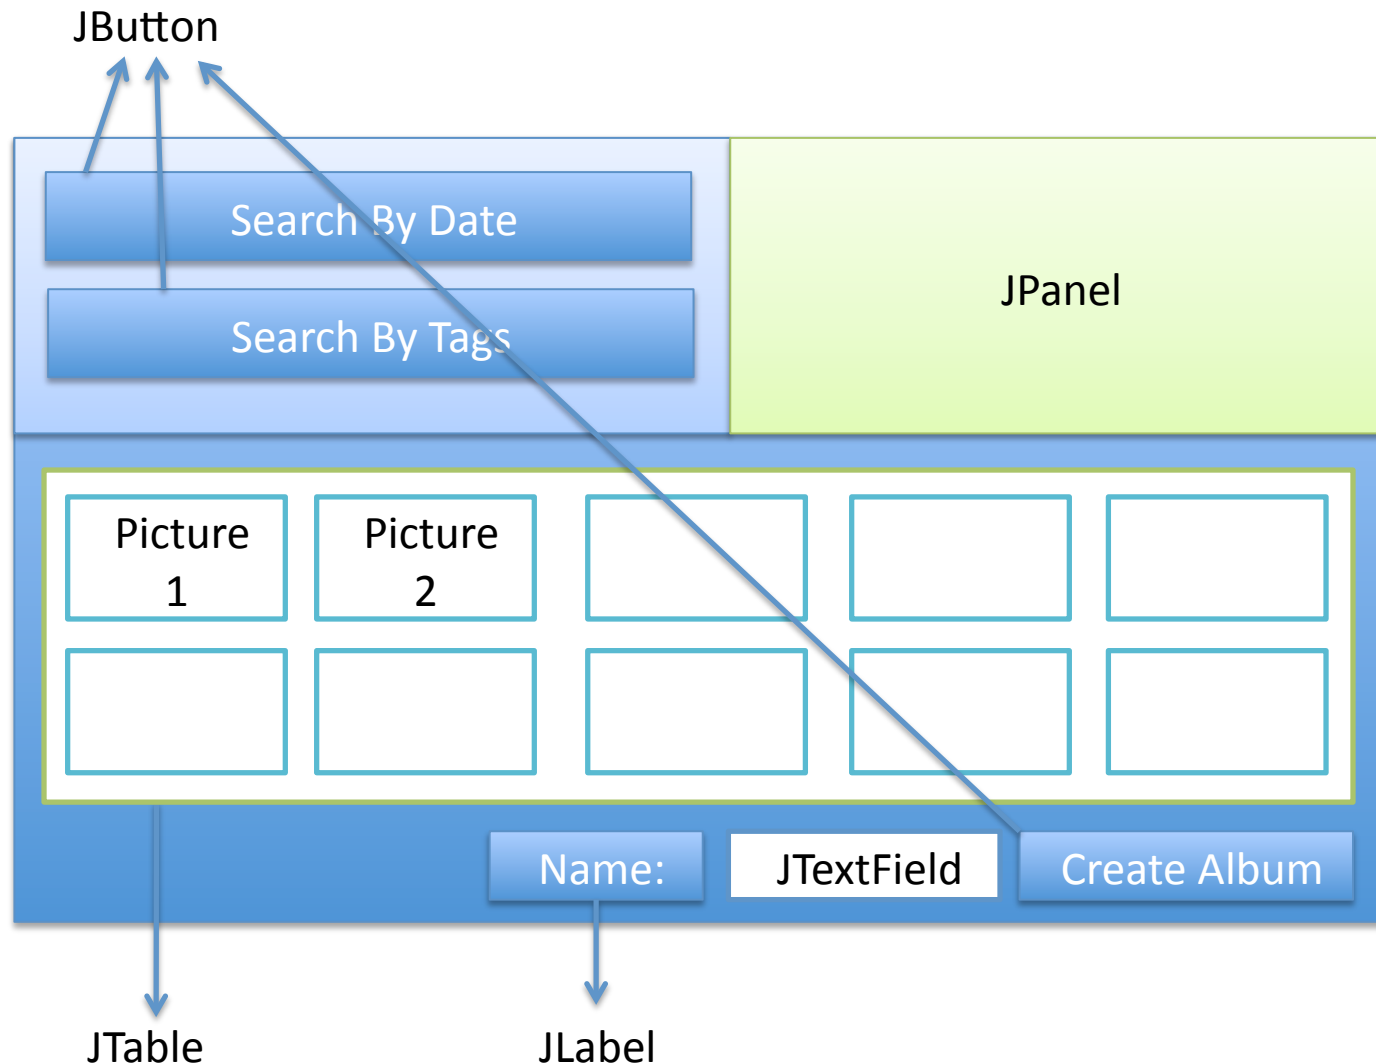 JButton
Search By Date
JPanel
Search By Tags
Picture
1
Picture
2
Name:
JTextField
Create Album
JTable
JLabel